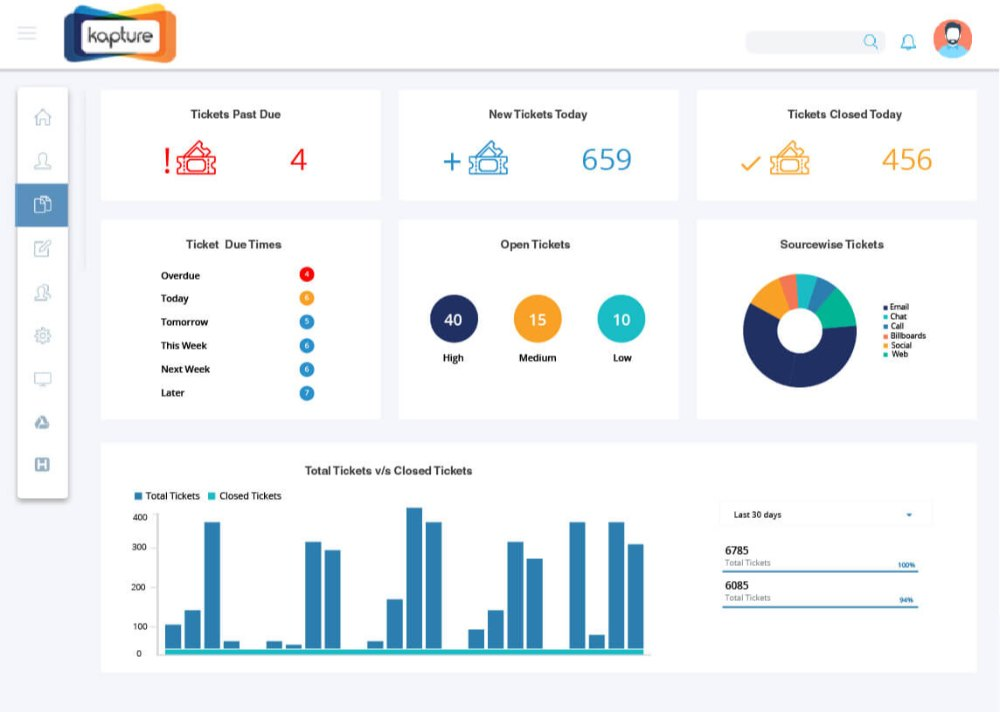 kapture
Tickets Past Due
! 4
New Tickets Today
+ 659
Tickets Closed Today
456
Ticket Due Times
Overdue 4
Today 6
Tomorrow 5
This Week 6
Next Week 6
Later 7
Open Tickets
40 15 10
High Medium Low
Sourcewise Tickets
Email
Chat
Call
Billboards
Social
Web
H
Total Tickets v/s Closed Tickets
Total Tickets Closed Tickets
400
300
200
100
0
Last 30 days
6785
Total Tickets 100%
6085
Total Tickets 94%